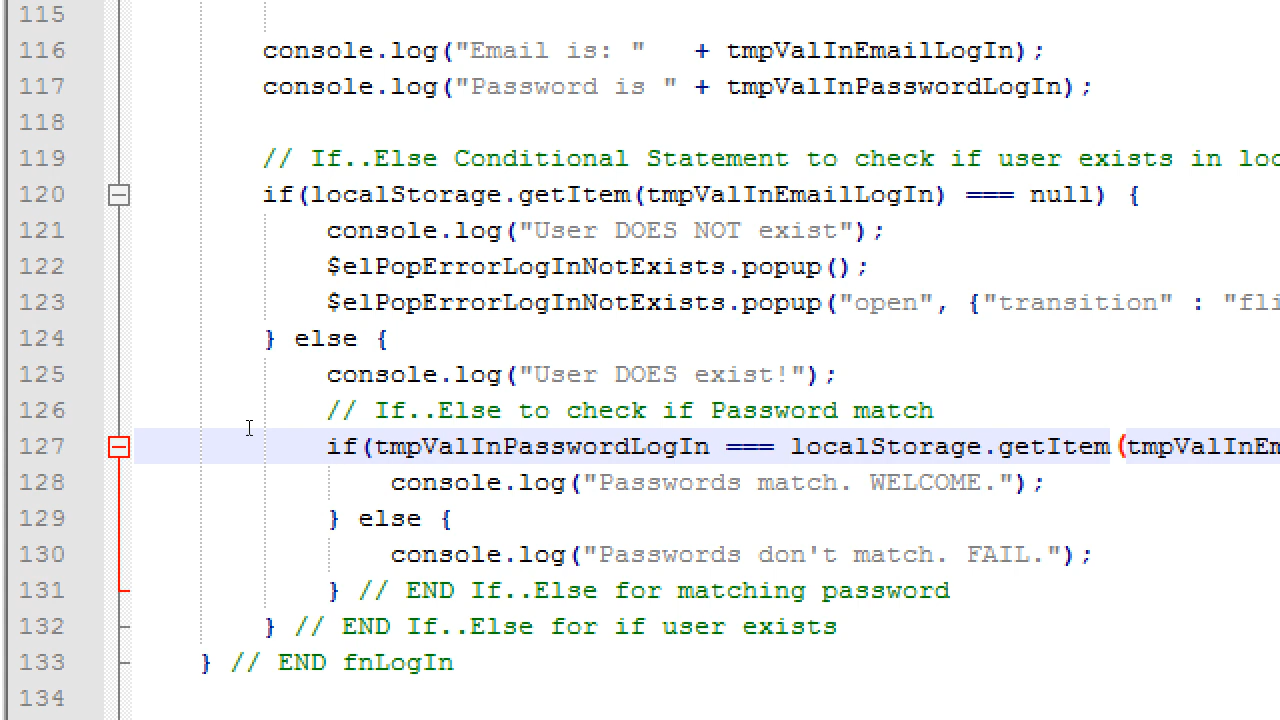 115
116 console.log("Email is: "   + tmpValInEmailLogIn);
117 console.log("Password is " + tmpValInPasswordLogIn);
118
119 // If..Else Conditional Statement to check if user exists in loc
120 if(localStorage.getItem(tmpValInEmailLogIn) === null) {
121 console.log("User DOES NOT exist");
122 $elPopErrorLogInNotExists.popup();
123 $elPopErrorLogInNotExists.popup("open", {"transition" : "fli
124 } else {
125 console.log("User DOES exist!");
126 // If..Else to check if Password match
127 if(tmpValInPasswordLogIn === localStorage.getItem(tmpValInEm
128 console.log("Passwords match. WELCOME.");
129 } else {
130 console.log("Passwords don't match. FAIL.");
131 } // END If..Else for matching password
132 } // END If..Else for if user exists
133 } // END fnLogIn
134